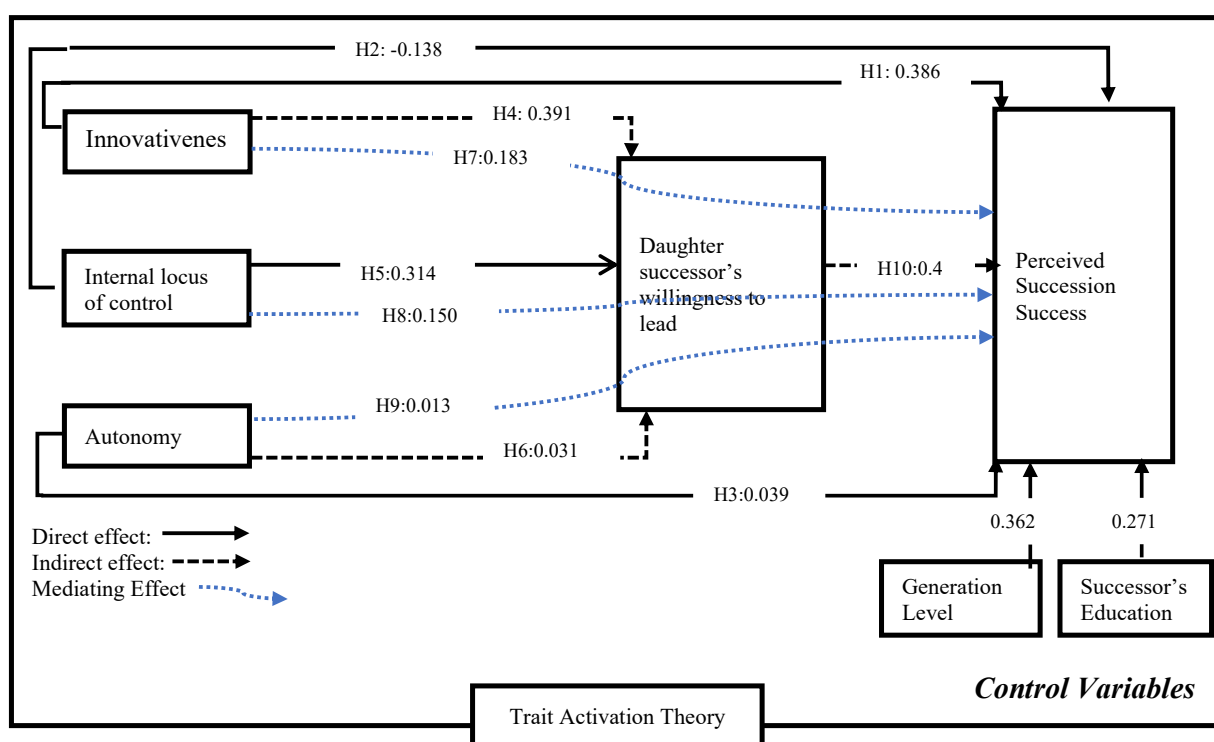 H2: -0.138
H1: 0.386
Innovativenes
H4: 0.391
H7:0.183
Daughter
successor's
willingness to
lead
Internal locus
of control
H5:0.314
H8:0.150
H10:0.4
Perceived
Succession
Success
Autonomy
H9:0.013
H6:0.031
H3:0.039
Direct effect:
Indirect effect:
Mediating Effect
0.362
0.271
Generation
Level
Successor's
Education
Control Variables
Trait Activation Theory